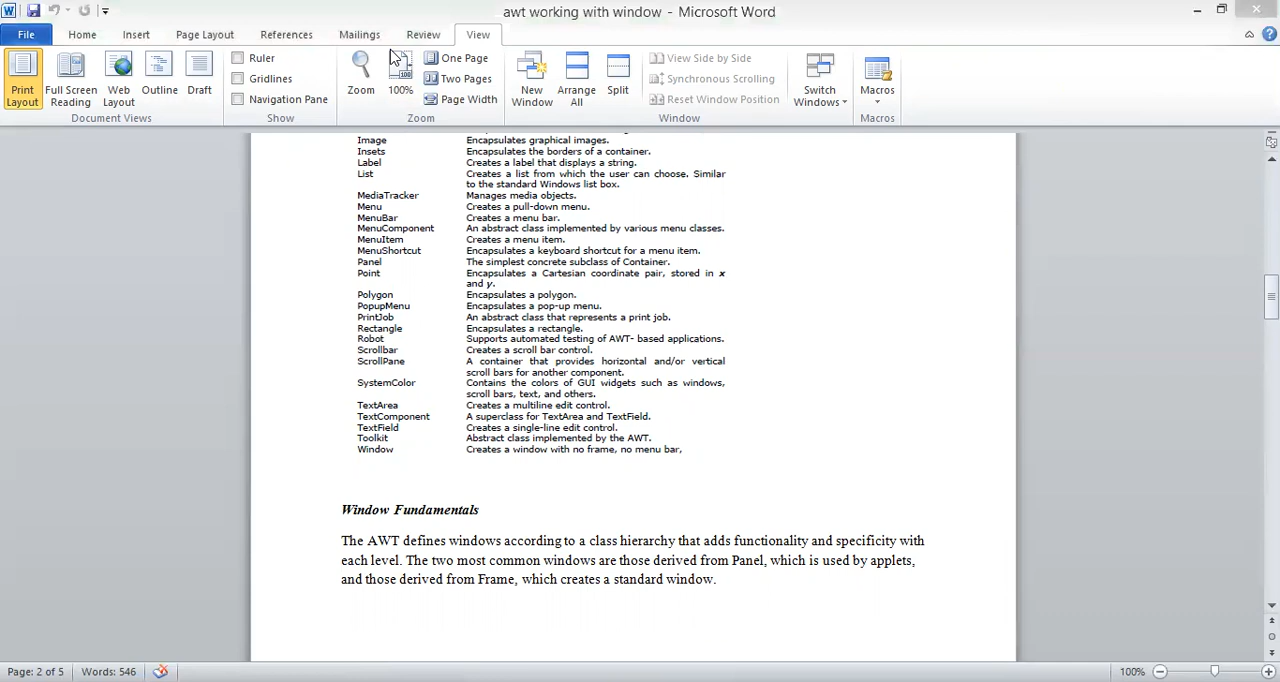 awt working with window - Microsoft Word
File Home Insert Page Layout References Mailings Review View
Ruler
Gridlines
Navigation Pane
Print Layout
Full Screen Reading
Web Layout
Outline
Draft
Zoom
100%
One Page
Two Pages
Page Width
New Window
Arrange All
Split
View Side by Side
Synchronous Scrolling
Reset Window Position
Switch Windows
Macros
Document Views Show Zoom Window Macros
Image Encapsulates graphical images.
Insets Encapsulates the borders of a container.
Label Creates a label that displays a string.
List Creates a list from which the user can choose. Similar
to the standard Windows list box.
MediaTracker Manages media objects.
Menu Creates a pull-down menu.
MenuBar Creates a menu bar.
MenuComponent An abstract class implemented by various menu classes.
MenuItem Creates a menu item.
MenuShortcut Encapsulates a keyboard shortcut for a menu item.
Panel The simplest concrete subclass of Container.
Point Encapsulates a Cartesian coordinate pair, stored in x
and y.
Polygon Encapsulates a polygon.
PopupMenu Encapsulates a pop-up menu.
PrintJob An abstract class that represents a print job.
Rectangle Encapsulates a rectangle.
Robot Supports automated testing of AWT- based applications.
Scrollbar Creates a scroll bar control.
ScrollPane A container that provides horizontal and/or vertical
scroll bars for another component.
SystemColor Contains the colors of GUI widgets such as windows,
scroll bars, text, and others.
TextArea Creates a multiline edit control.
TextComponent A superclass for TextArea and TextField.
TextField Creates a single-line edit control.
Toolkit Abstract class implemented by the AWT.
Window Creates a window with no frame, no menu bar,
Window Fundamentals
The AWT defines windows according to a class hierarchy that adds functionality and specificity with
each level. The two most common windows are those derived from Panel, which is used by applets,
and those derived from Frame, which creates a standard window.
Page: 2 of 5 Words: 546 100%